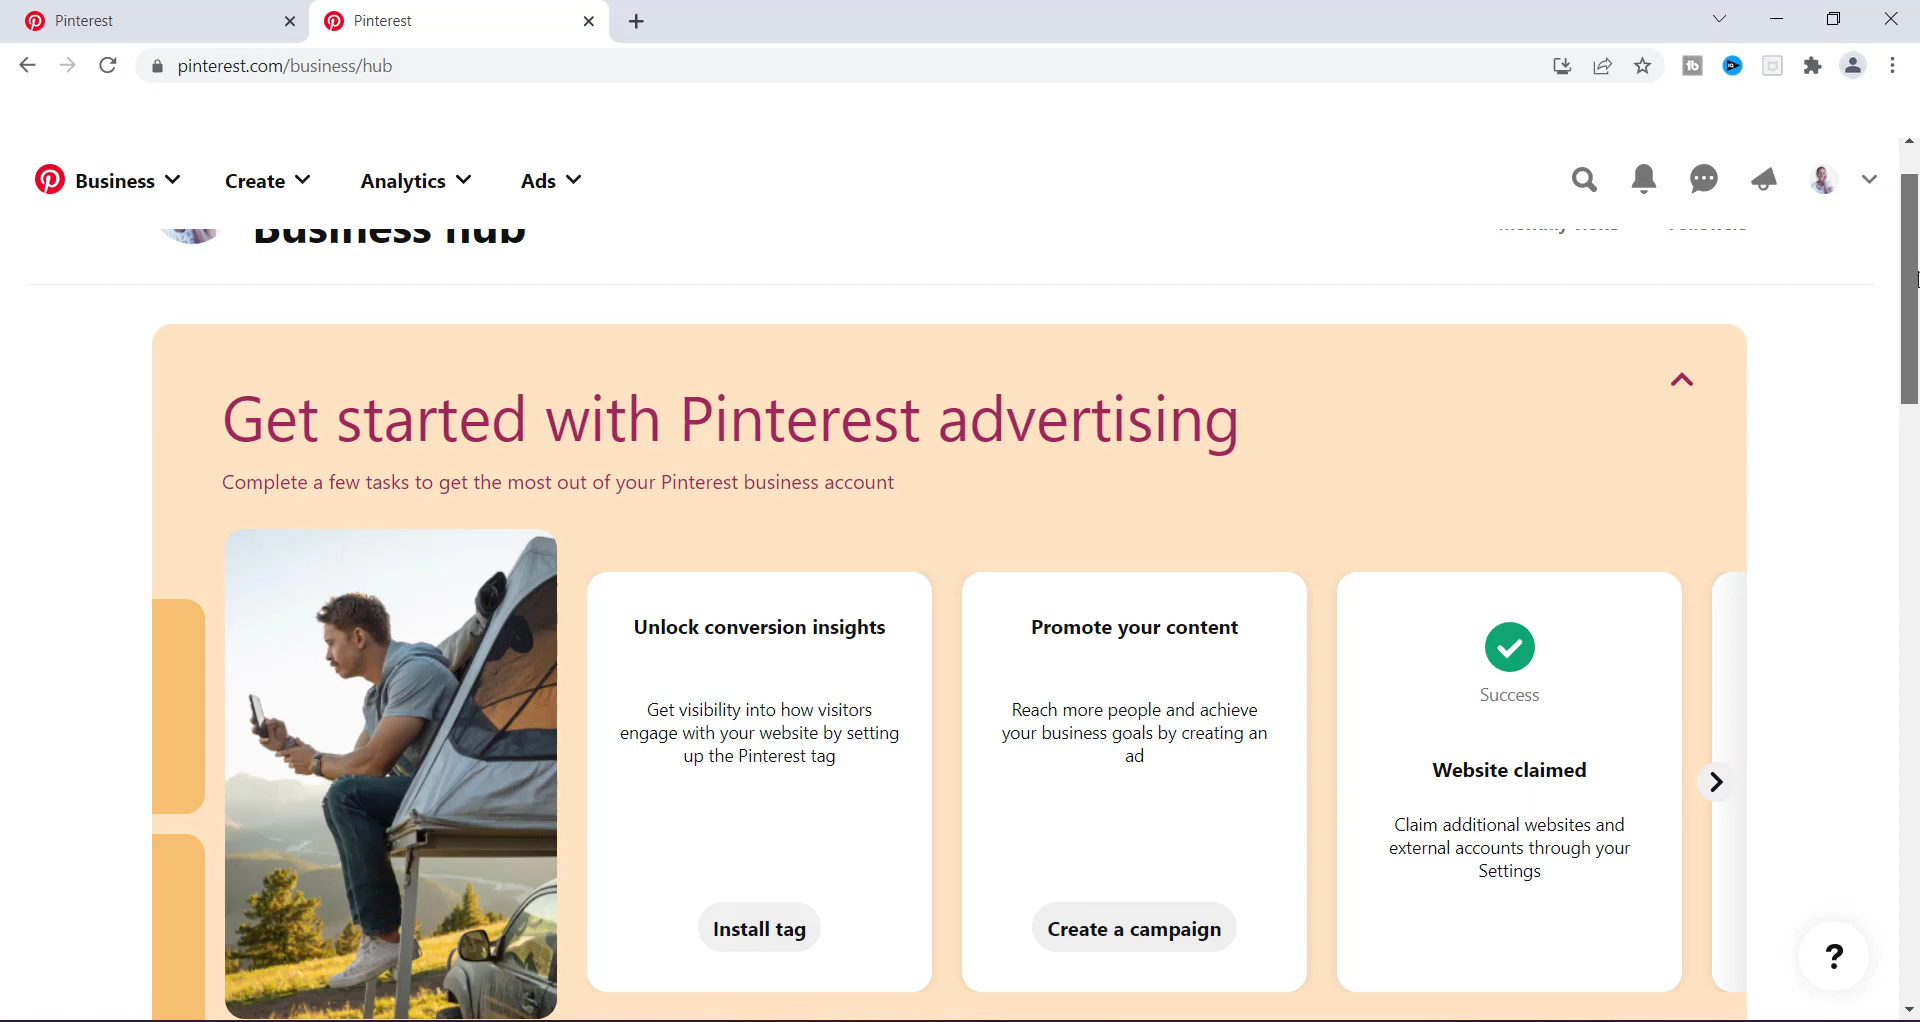 Pinterest
Pinterest
pinterest.com/business/hub
Business
Create
Analytics
Ads
Business hub
Get started with Pinterest advertising
Complete a few tasks to get the most out of your Pinterest business account
Unlock conversion insights
Get visibility into how visitors
engage with your website by setting
up the Pinterest tag
Install tag
Promote your content
Reach more people and achieve
your business goals by creating an
ad
Create a campaign
Success
Website claimed
Claim additional websites and
external accounts through your
Settings
?